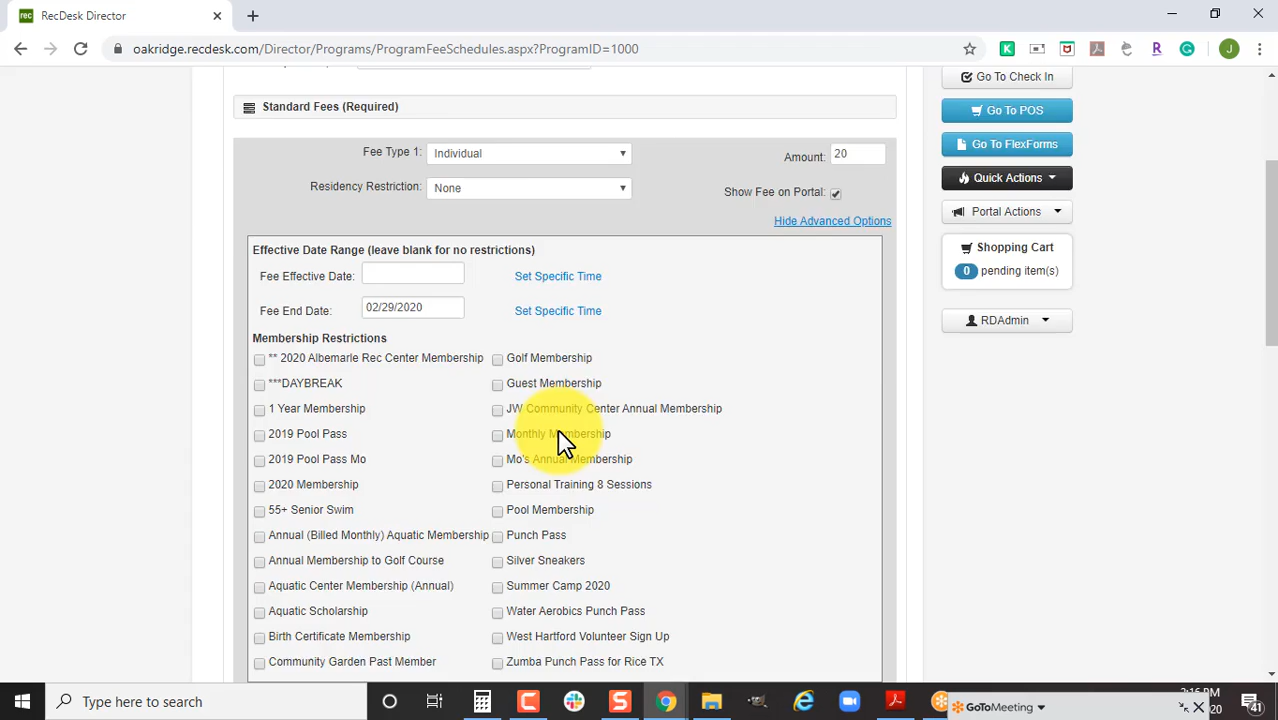 rec RecDesk Director
oakridge.recdesk.com/Director/Programs/ProgramFeeSchedules.aspx?ProgramID=1000
K R G J
Go To Check In
Standard Fees (Required)
Go To POS
Fee Type 1: Individual Amount: 20
Go To FlexForms
Residency Restriction: None Show Fee on Portal:
Quick Actions
Portal Actions
Hide Advanced Options
Shopping Cart
0 pending item(s)
RDAdmin
Effective Date Range (leave blank for no restrictions)
Fee Effective Date: Set Specific Time
Fee End Date: 02/29/2020 Set Specific Time
Membership Restrictions
** 2020 Albemarle Rec Center Membership Golf Membership
***DAYBREAK Guest Membership
1 Year Membership JW Community Center Annual Membership
2019 Pool Pass Monthly Membership
2019 Pool Pass Mo Mo's Annual Membership
2020 Membership Personal Training 8 Sessions
55+ Senior Swim Pool Membership
Annual (Billed Monthly) Aquatic Membership Punch Pass
Annual Membership to Golf Course Silver Sneakers
Aquatic Center Membership (Annual) Summer Camp 2020
Aquatic Scholarship Water Aerobics Punch Pass
Birth Certificate Membership West Hartford Volunteer Sign Up
Community Garden Past Member Zumba Punch Pass for Rice TX
Type here to search
GoToMeeting
41